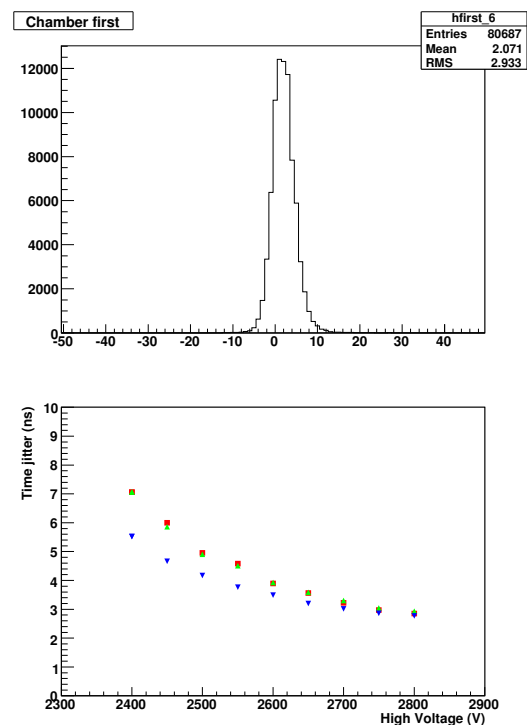 Chamber first
hfirst_6
Entries 80687
Mean 2.071
RMS 2.933
12000
10000
8000
6000
4000
2000
0
-50 -40 -30 -20 -10 0 10 20 30 40
Time jitter (ns)
10
9
8
7
6
5
4
3
2
1
0
2300 2400 2500 2600 2700 2800 2900
High Voltage (V)